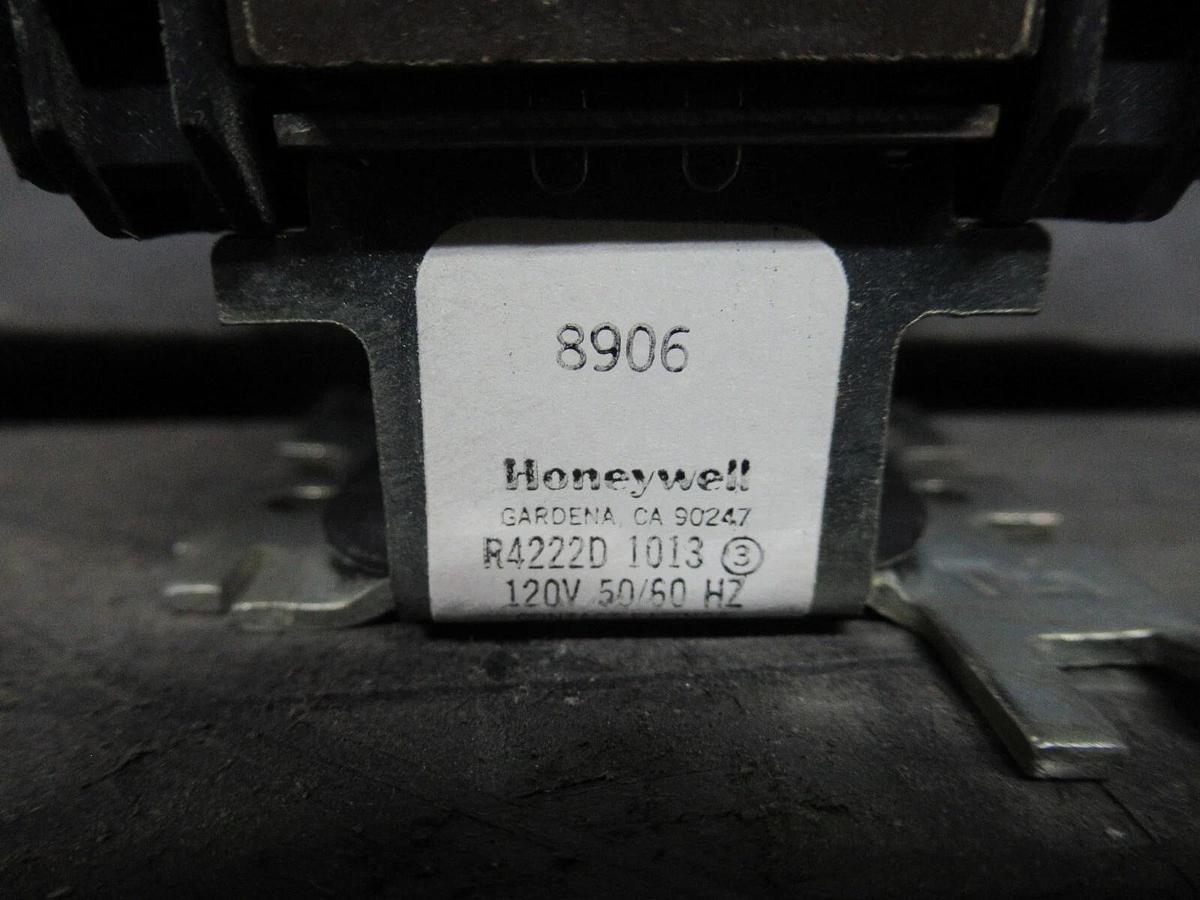 8906
Honeywell
GARDENA, CA 90247
R4222D 1013 ③
120V 50/60 HZ